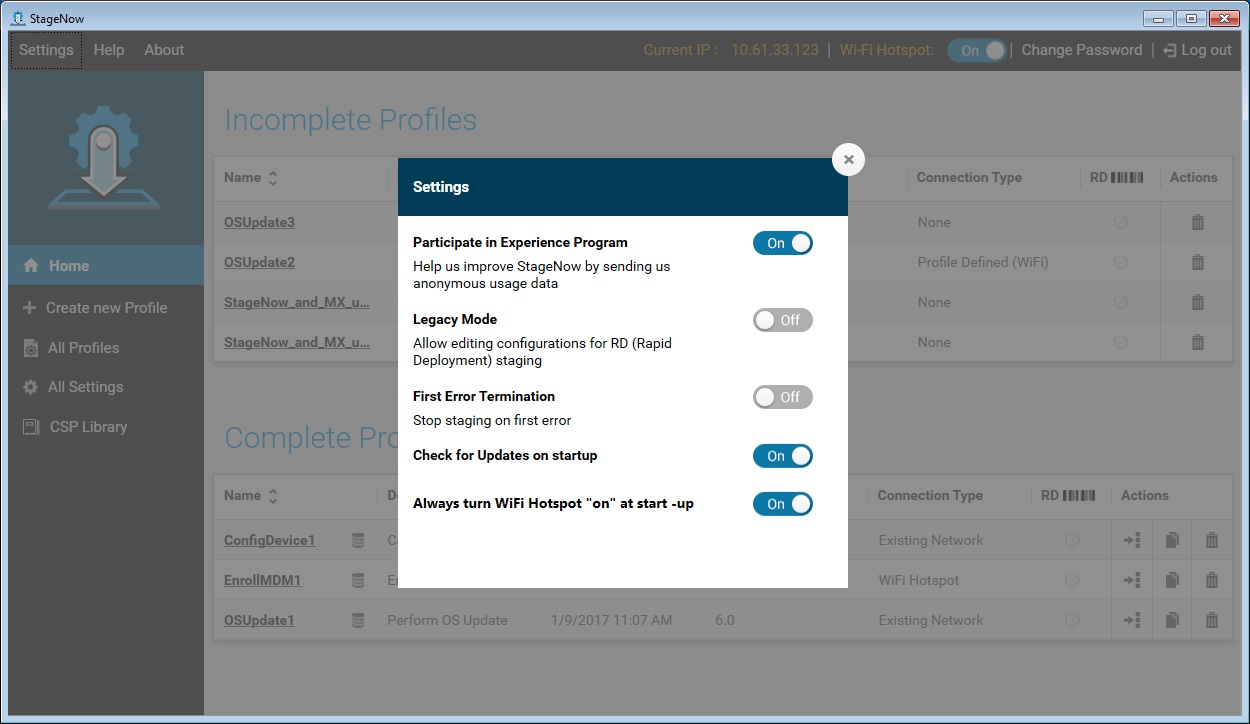 StageNow
Settings Help About Current IP : 10.61.33.123 | Wi-Fi Hotspot: On | Change Password | Log out
Incomplete Profiles
Name Connection Type RD Actions
OSUpdate3 None
OSUpdate2 Profile Defined (WiFi)
StageNow_and_MX_u... None
StageNow_and_MX_u... None
Home
Create new Profile
All Profiles
All Settings
CSP Library
Settings
Participate in Experience Program On
Help us improve StageNow by sending us
anonymous usage data
Legacy Mode Off
Allow editing configurations for RD (Rapid
Deployment) staging
First Error Termination Off
Stop staging on first error
Check for Updates on startup On
Always turn WiFi Hotspot "on" at start -up On
Complete Pro
Name Connection Type RD Actions
ConfigDevice1 Existing Network
EnrollMDM1 WiFi Hotspot
OSUpdate1 Perform OS Update 1/9/2017 11:07 AM 6.0 Existing Network